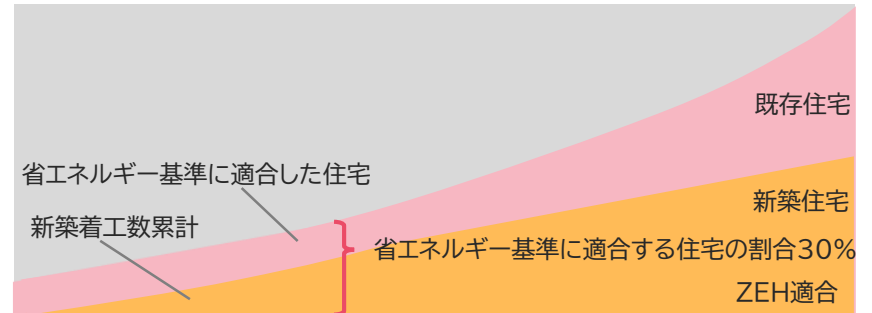 既存住宅
省エネルギー基準に適合した住宅
新築住宅
新築着工数累計
省エネルギー基準に適合する住宅の割合30%
ZEH適合